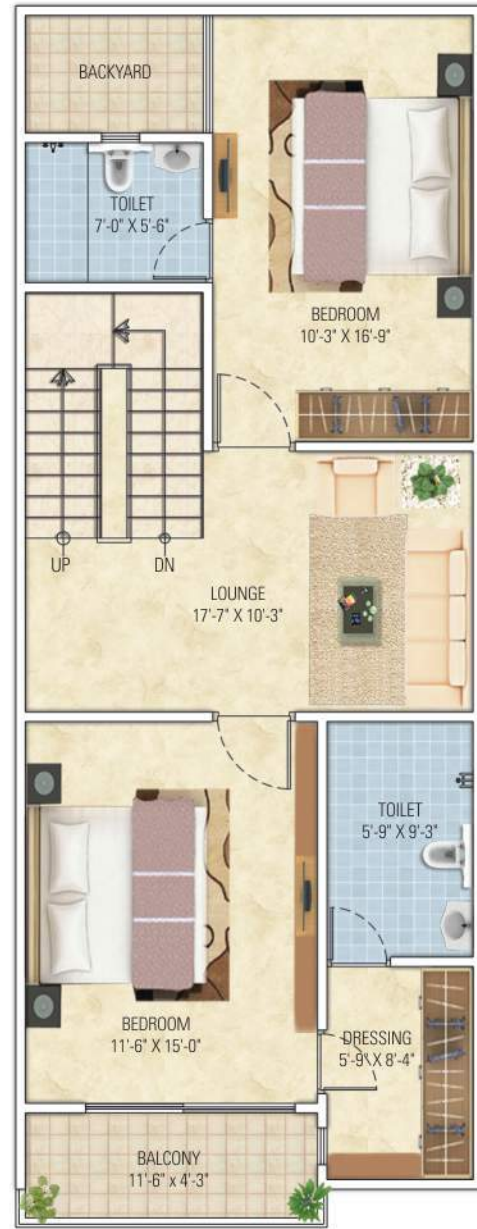 BACKYARD
TOILET
7'-0" X 5'-6"
BEDROOM
10'-3" X 16'-9"
UP
DN
LOUNGE
17'-7" X 10'-3"
TOILET
5'-9" X 9'-3"
BEDROOM
11'-6" X 15'-0"
DRESSING
5'-9" X 8'-4"
BALCONY
11'-6" x 4'-3"